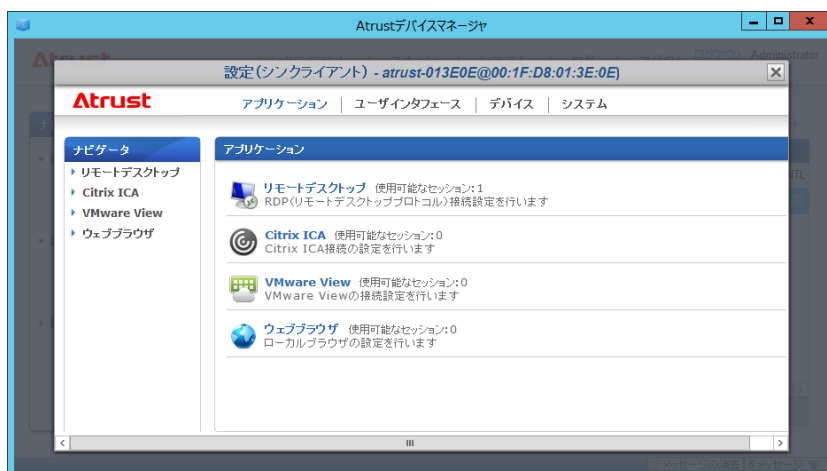 Atrustデバイスマネージャ
ログアウト Administrator
設定(シンクライアント) - atrust-013E0E@00:1F:D8:01:3E:0E)
Atrust
アプリケーション | ユーザインタフェース | デバイス | システム
ナビゲータ
リモートデスクトップ
Citrix ICA
VMware View
ウェブブラウザ
アプリケーション
リモートデスクトップ 使用可能なセッション:1
RDP(リモートデスクトッププロトコル)接続設定を行います
Citrix ICA 使用可能なセッション:0
Citrix ICA接続の設定を行います
VMware View 使用可能なセッション:0
VMware Viewの接続設定を行います
ウェブブラウザ 使用可能なセッション:0
ローカルブラウザの設定を行います